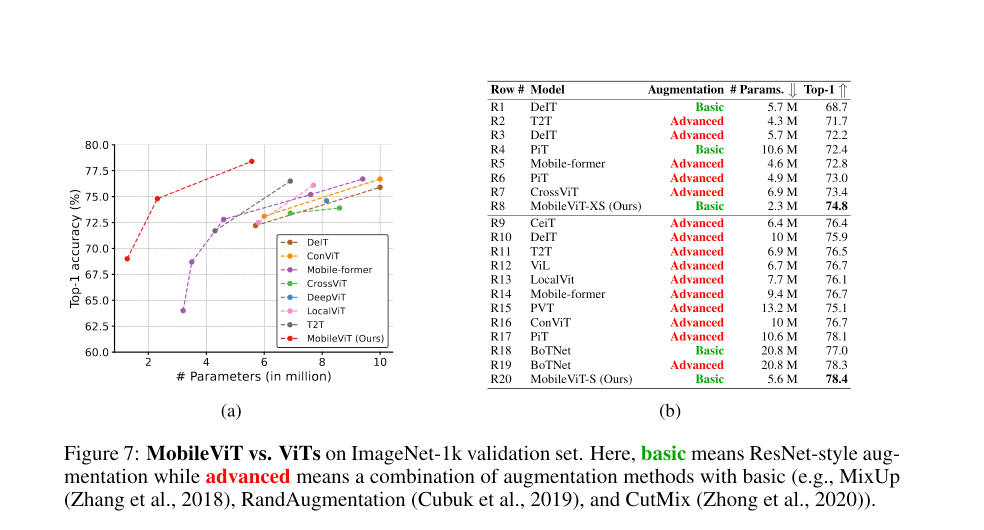 80.0
77.5
75.0
72.5
70.0
67.5
65.0
62.5
60.0
Top-1 accuracy (%)
2 4 6 8 10
# Parameters (in million)
DeIT
ConViT
Mobile-former
CrossViT
DeepViT
LocalViT
T2T
MobileViT (Ours)
(a)
Row # Model Augmentation # Params. ⇓ Top-1 ⇑
R1 DeIT Basic 5.7 M 68.7
R2 T2T Advanced 4.3 M 71.7
R3 DeIT Advanced 5.7 M 72.2
R4 PiT Basic 10.6 M 72.4
R5 Mobile-former Advanced 4.6 M 72.8
R6 PiT Advanced 4.9 M 73.0
R7 CrossViT Advanced 6.9 M 73.4
R8 MobileViT-XS (Ours) Basic 2.3 M 74.8
R9 CeiT Advanced 6.4 M 76.4
R10 DeIT Advanced 10 M 75.9
R11 T2T Advanced 6.9 M 76.5
R12 ViL Advanced 6.7 M 76.7
R13 LocalVit Advanced 7.7 M 76.1
R14 Mobile-former Advanced 9.4 M 76.7
R15 PVT Advanced 13.2 M 75.1
R16 ConViT Advanced 10 M 76.7
R17 PiT Advanced 10.6 M 78.1
R18 BoTNet Basic 20.8 M 77.0
R19 BoTNet Advanced 20.8 M 78.3
R20 MobileViT-S (Ours) Basic 5.6 M 78.4
(b)
Figure 7: MobileViT vs. ViTs on ImageNet-1k validation set. Here, basic means ResNet-style aug-
mentation while advanced means a combination of augmentation methods with basic (e.g., MixUp
(Zhang et al., 2018), RandAugmentation (Cubuk et al., 2019), and CutMix (Zhong et al., 2020)).